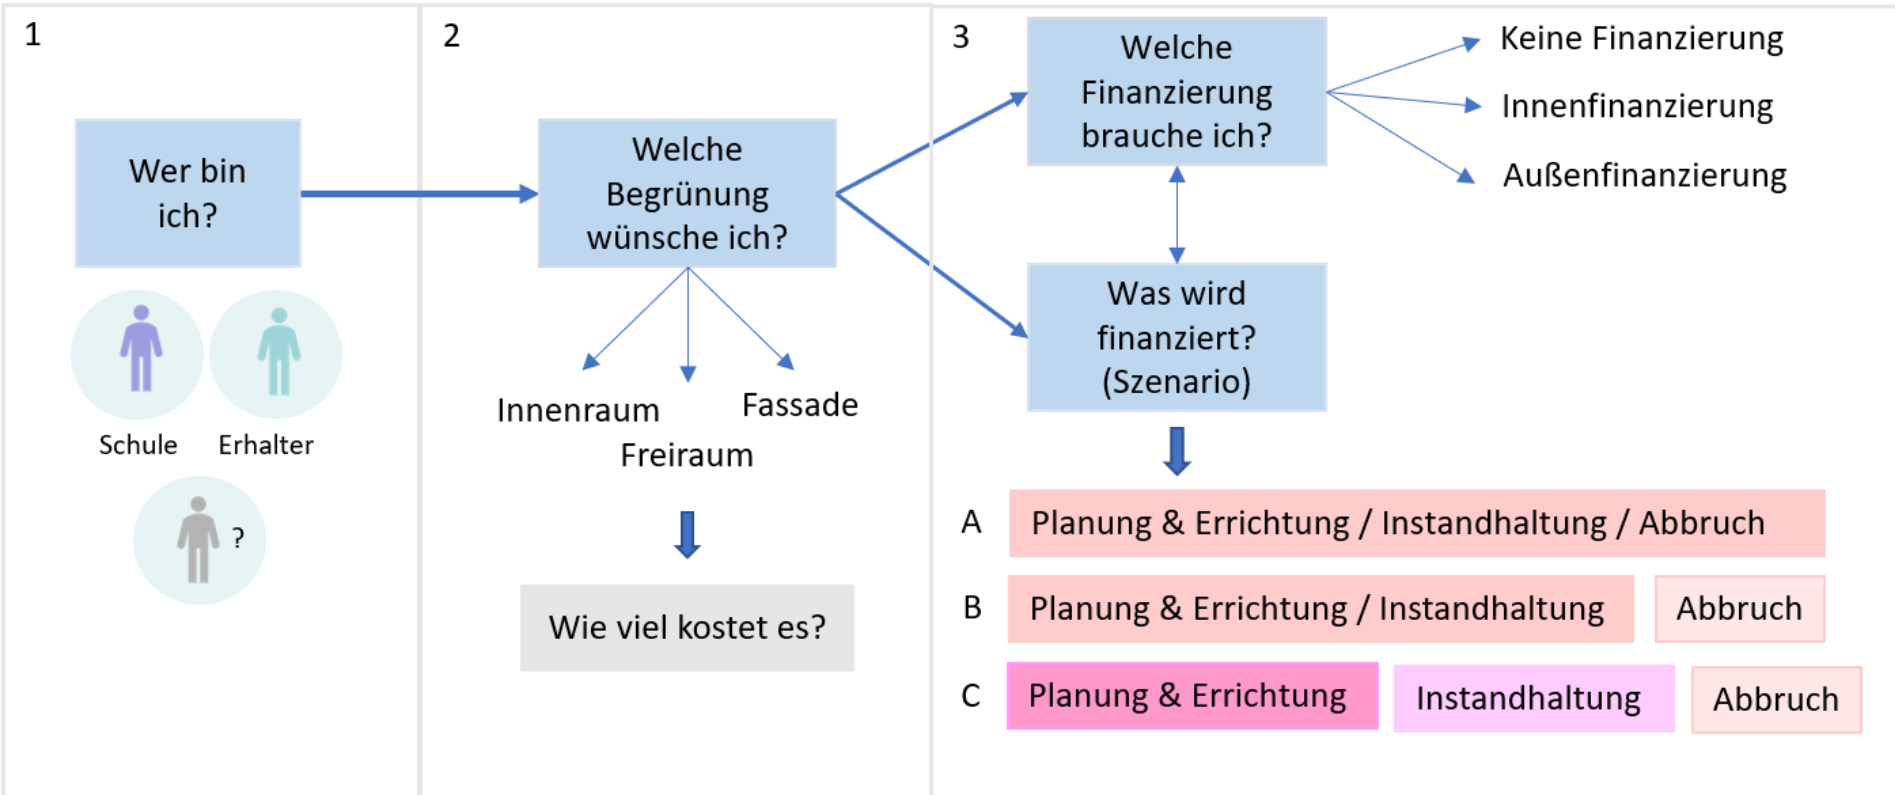 1
Wer bin
ich?
Schule
Erhalter
?
2
Welche
Begrünung
wünsche ich?
Innenraum
Freiraum
Fassade
Wie viel kostet es?
3
Welche
Finanzierung
brauche ich?
Keine Finanzierung
Innenfinanzierung
Außenfinanzierung
Was wird
finanziert?
(Szenario)
A Planung & Errichtung / Instandhaltung / Abbruch
B Planung & Errichtung / Instandhaltung Abbruch
C Planung & Errichtung Instandhaltung Abbruch